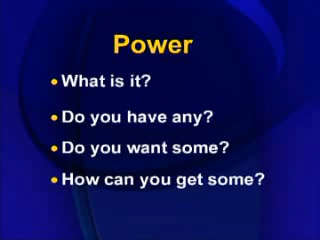 Power
• What is it?
• Do you have any?
• Do you want some?
• How can you get some?